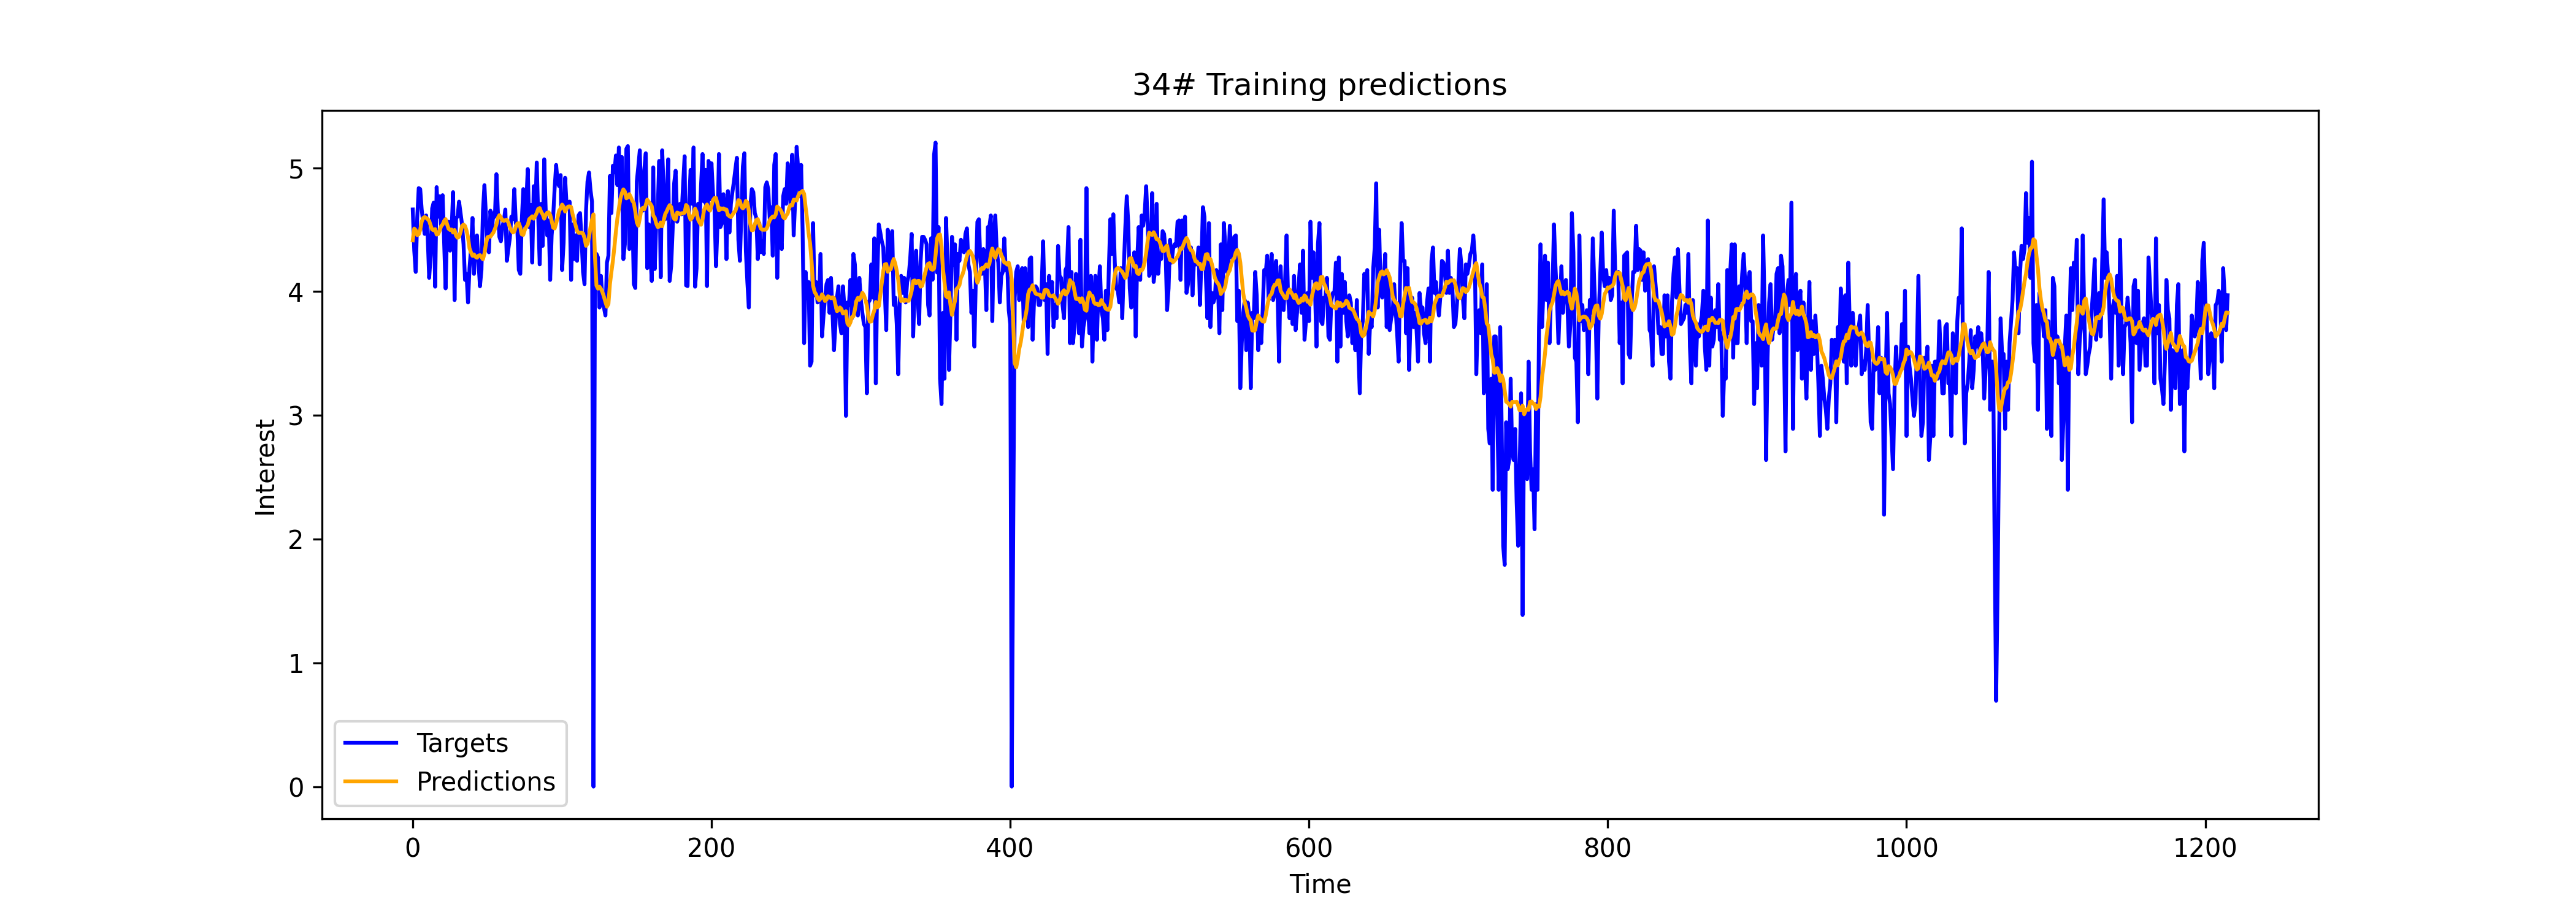 34# Training predictions
Interest
5
4
3
2
1
0
Targets
Predictions
0 200 400 600 800 1000 1200
Time